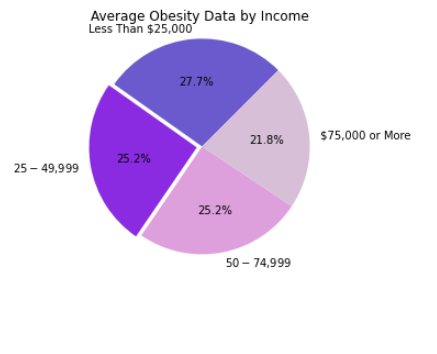 Average Obesity Data by Income
Less Than $25,000
27.7%
21.8%
$75,000 or More
25.2%
25 − 49,999
25.2%
50 − 74,999